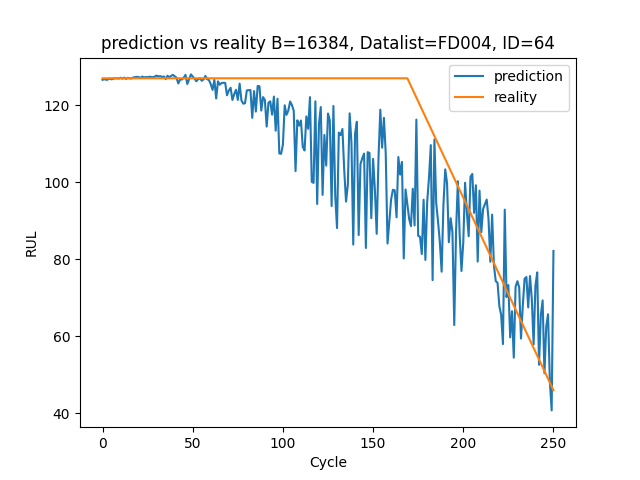 prediction vs reality B=16384, Datalist=FD004, ID=64
prediction
reality
120
100
80
60
40
RUL
0 50 100 150 200 250
Cycle